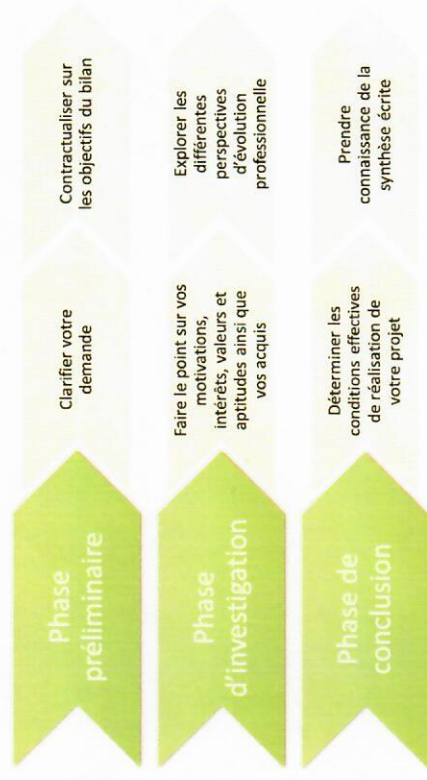 Phase
préliminaire
Clarifier votre
demande
Contractualiser sur
les objectifs du bilan
Phase
d'investigation
Faire le point sur vos
motivations,
intérêts, valeurs et
aptitudes ainsi que
vos acquis
Explorer les
différentes
perspectives
d'évolution
professionnelle
Phase de
conclusion
Déterminer les
conditions effectives
de réalisation de
votre projet
Prendre
connaissance de la
synthèse écrite